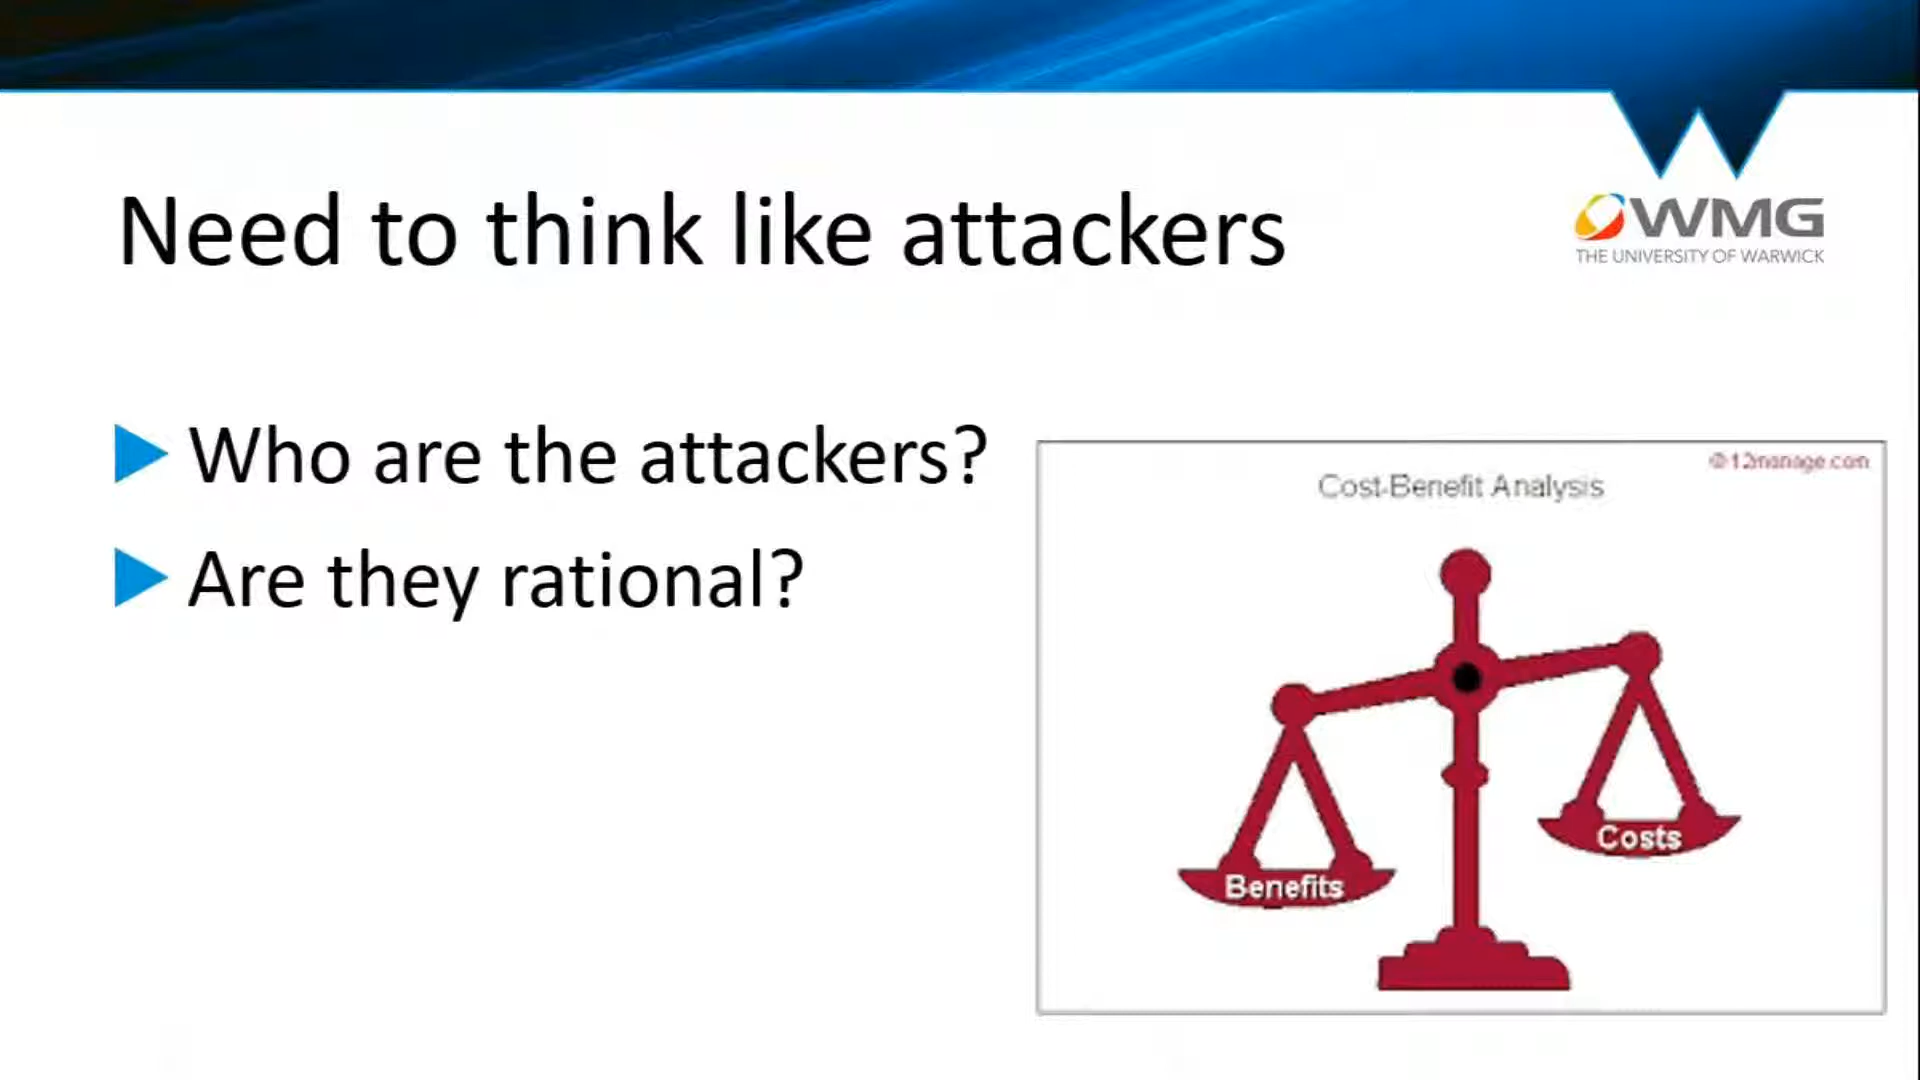 Need to think like attackers
WMG
THE UNIVERSITY OF WARWICK
Who are the attackers?
Are they rational?
© 12manage.com
Cost-Benefit Analysis
Costs
Benefits